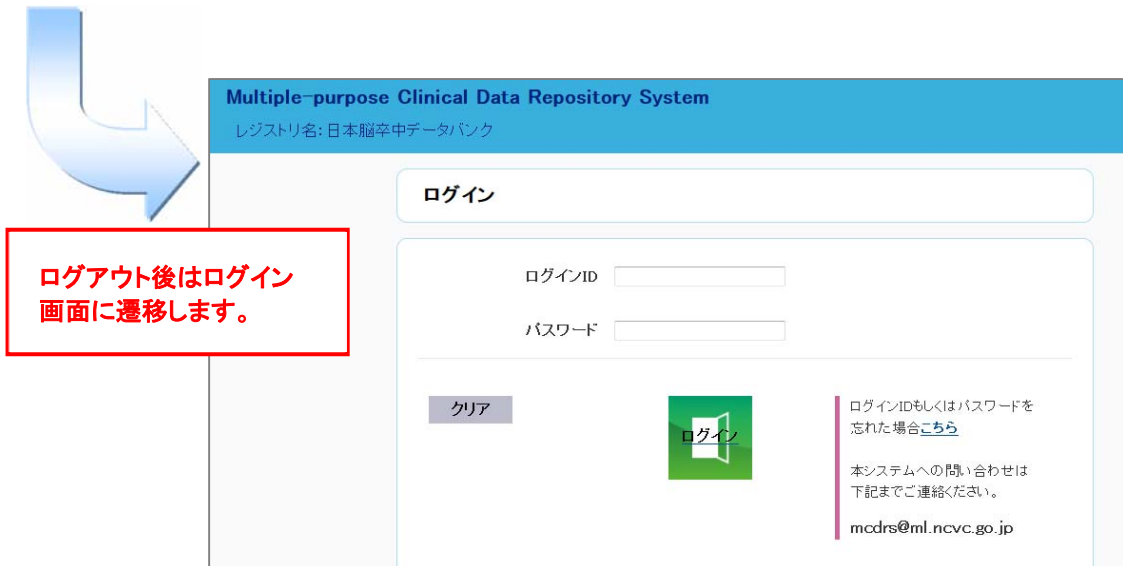 Multiple-purpose Clinical Data Repository System
レジストリ名: 日本脳卒中データバンク
ログイン
ログアウト後はログイン
画面に遷移します。
ログインID
パスワード
クリア
ログイン
ログインIDもしくはパスワードを
忘れた場合こちら
本システムへの問い合わせは
下記までご連絡ください。
mcdrs@ml.ncvc.go.jp